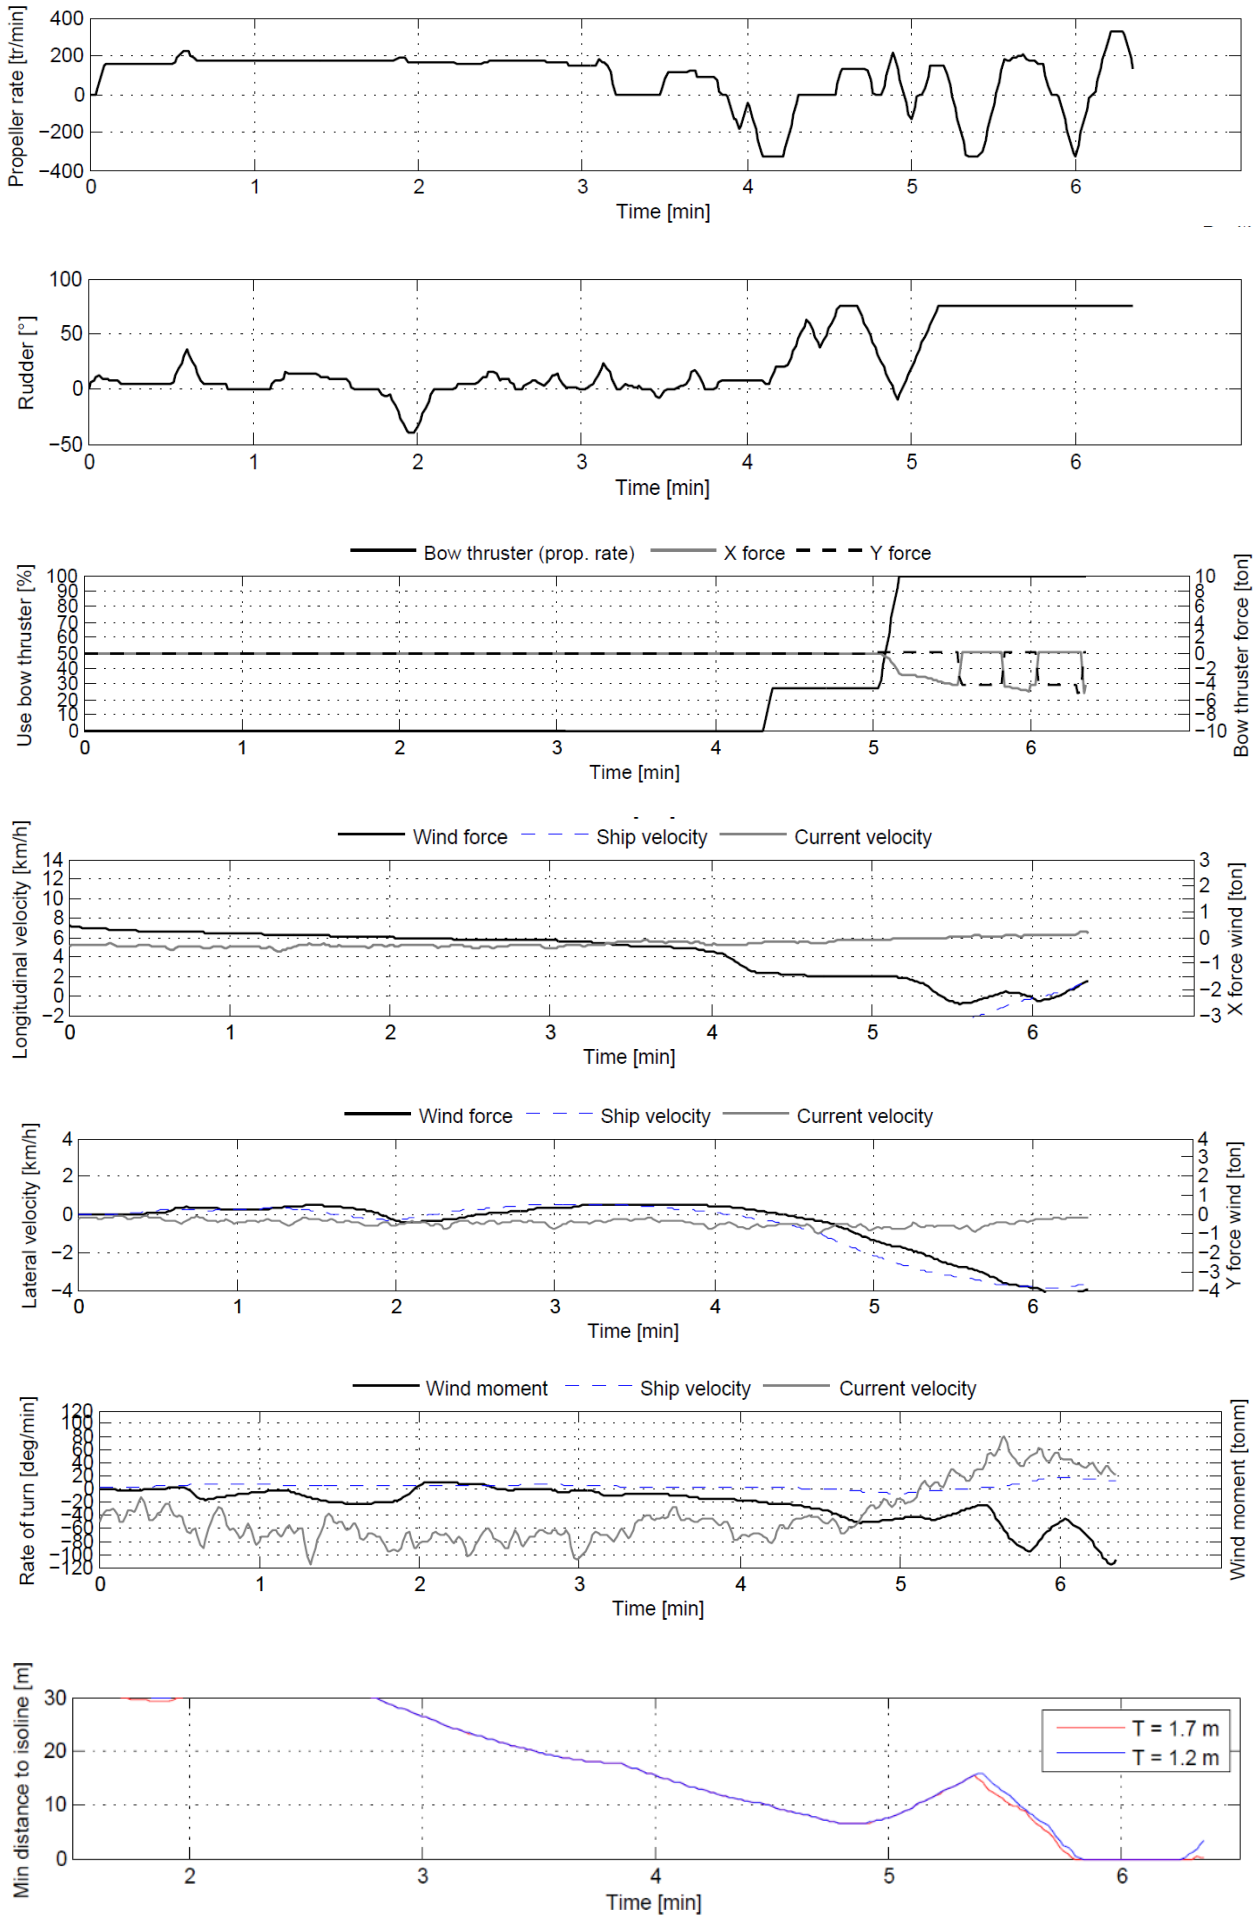 Propeller rate [tr/min]
400
200
0
−200
−400
0 1 2 3 4 5 6
Time [min]
Rudder [°]
100
50
0
−50
0 1 2 3 4 5 6
Time [min]
Bow thruster (prop. rate) X force Y force
Use bow thruster [%]
100
90
80
70
60
50
40
30
20
10
0
10
8
6
4
2
0
−2
−4
−6
−8
−10
Bow thruster force [ton]
0 1 2 3 4 5 6
Time [min]
Wind force Ship velocity Current velocity
Longitudinal velocity [km/h]
14
12
10
8
6
4
2
0
−2
3
2
1
0
−1
−2
−3
X force wind [ton]
0 1 2 3 4 5 6
Time [min]
Wind force Ship velocity Current velocity
Lateral velocity [km/h]
4
2
0
−2
−4
4
3
2
1
0
−1
−2
−3
−4
Y force wind [ton]
0 1 2 3 4 5 6
Time [min]
Wind moment Ship velocity Current velocity
Rate of turn [deg/min]
120
100
80
60
40
20
0
−20
−40
−60
−80
−100
−120
Wind moment [tonm]
0 1 2 3 4 5 6
Time [min]
Min distance to isoline [m]
30
20
10
0
T = 1.7 m
T = 1.2 m
2 3 4 5 6
Time [min]